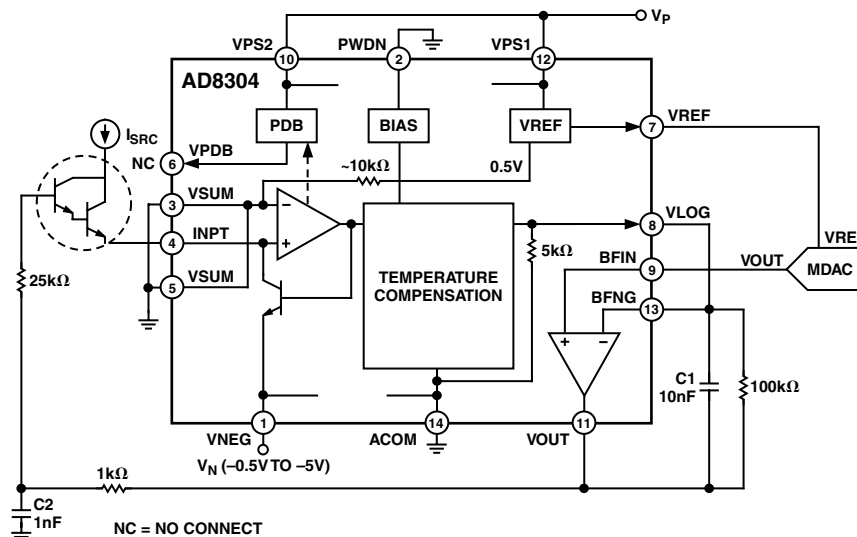 VP
VPS2
PWDN
VPS1
10
2
12
AD8304
ISRC
PDB
BIAS
VREF
VREF
7
NC
6
VPDB
~10kΩ
0.5V
3
VSUM
VLOG
8
VRE
4
INPT
5kΩ
BFIN
9
VOUT
MDAC
25kΩ
5
VSUM
TEMPERATURE
COMPENSATION
BFNG
13
C1
10nF
100kΩ
1
14
11
VNEG
ACOM
VOUT
VN (–0.5V TO –5V)
1kΩ
C2
1nF
NC = NO CONNECT